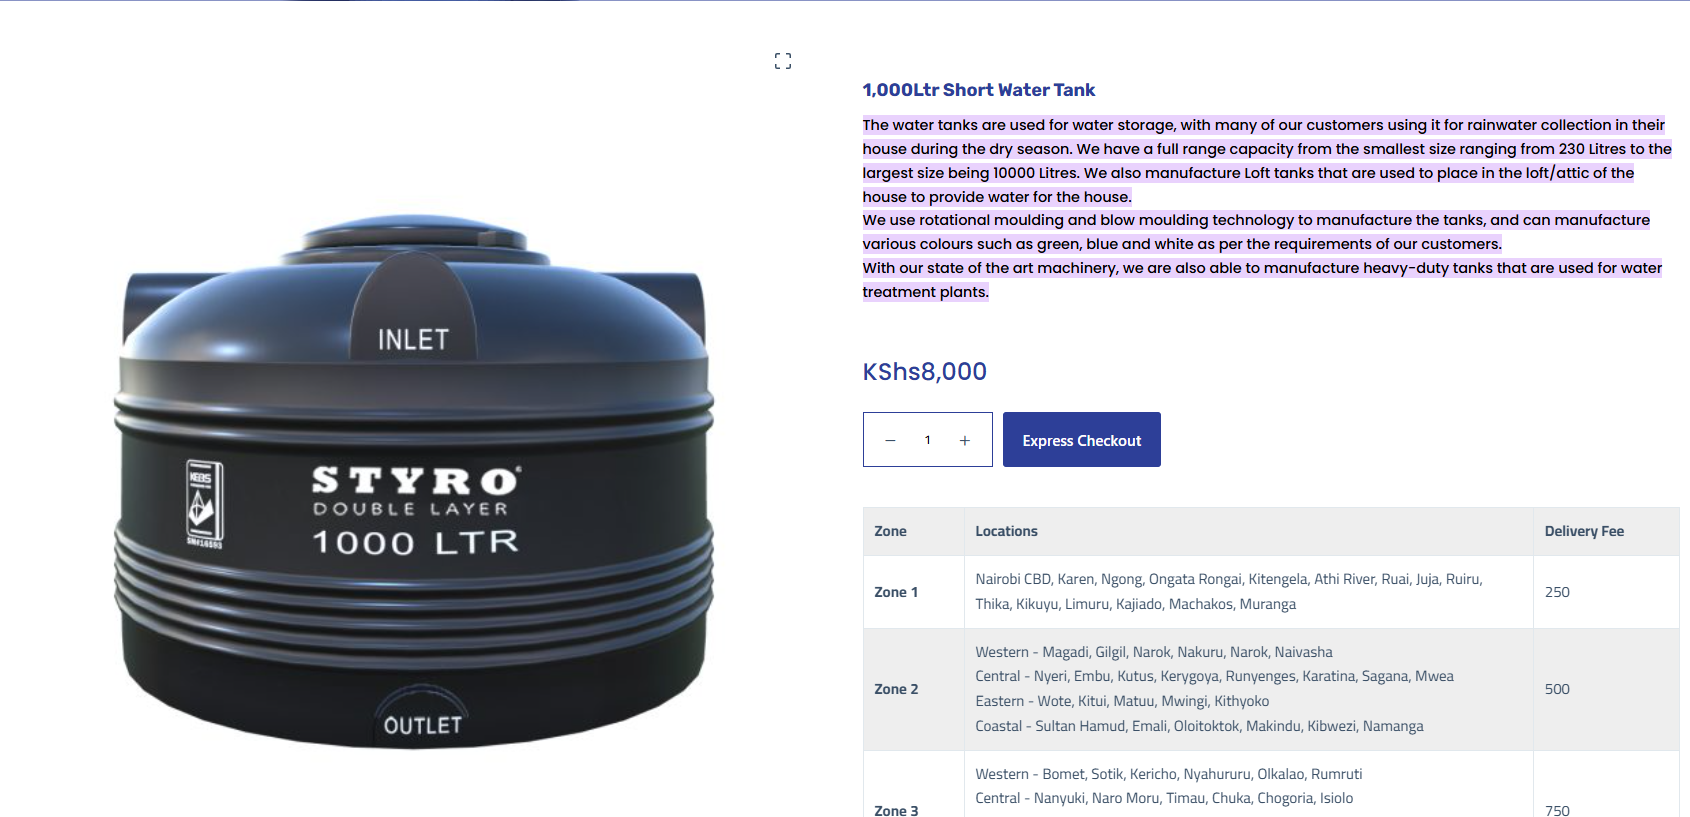 1,000Ltr Short Water Tank
The water tanks are used for water storage, with many of our customers using it for rainwater collection in their
house during the dry season. We have a full range capacity from the smallest size ranging from 230 Litres to the
largest size being 10000 Litres. We also manufacture Loft tanks that are used to place in the loft/attic of the
house to provide water for the house.
We use rotational moulding and blow moulding technology to manufacture the tanks, and can manufacture
various colours such as green, blue and white as per the requirements of our customers.
With our state of the art machinery, we are also able to manufacture heavy-duty tanks that are used for water
treatment plants.
KShs8,000
− 1 + Express Checkout
INLET
KEBS
STYRO®
DOUBLE LAYER
1000 LTR
SM#16593
OUTLET
Zone Locations Delivery Fee
Zone 1
Nairobi CBD, Karen, Ngong, Ongata Rongai, Kitengela, Athi River, Ruai, Juja, Ruiru,
Thika, Kikuyu, Limuru, Kajiado, Machakos, Muranga
250
Zone 2
Western - Magadi, Gilgil, Narok, Nakuru, Narok, Naivasha
Central - Nyeri, Embu, Kutus, Kerygoya, Runyenges, Karatina, Sagana, Mwea
Eastern - Wote, Kitui, Matuu, Mwingi, Kithyoko
Coastal - Sultan Hamud, Emali, Oloitoktok, Makindu, Kibwezi, Namanga
500
Zone 3
Western - Bomet, Sotik, Kericho, Nyahururu, Olkalao, Rumruti
Central - Nanyuki, Naro Moru, Timau, Chuka, Chogoria, Isiolo
750